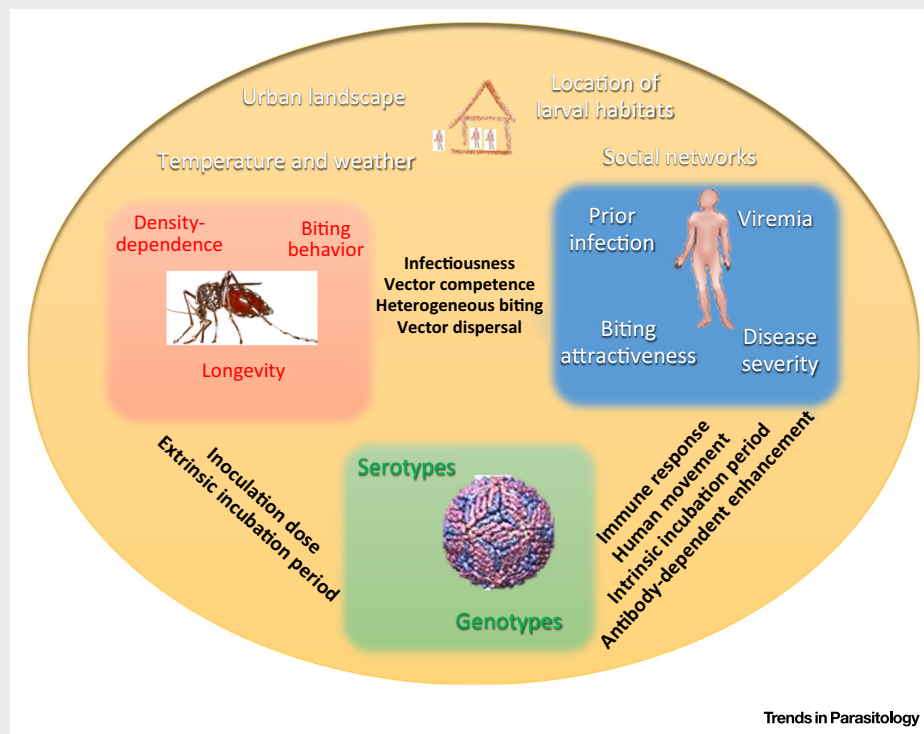 Urban landscape
Location of
larval habitats
Temperature and weather
Social networks
Density-
dependence
Biting
behavior
Longevity
Infectiousness
Vector competence
Heterogeneous biting
Vector dispersal
Prior
infection
Viremia
Biting
attractiveness
Disease
severity
Inoculation dose
Extrinsic incubation period
Serotypes
Genotypes
Immune response
Human movement
Intrinsic incubation period
Antibody-dependent enhancement
Trends in Parasitology